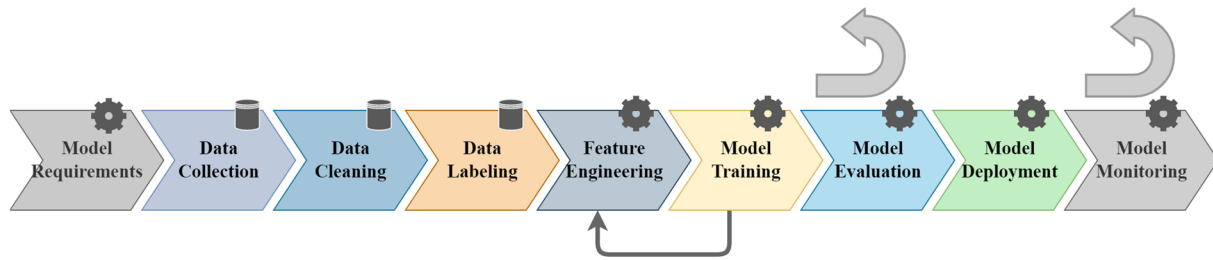 Model
Requirements
Data
Collection
Data
Cleaning
Data
Labeling
Feature
Engineering
Model
Training
Model
Evaluation
Model
Deployment
Model
Monitoring